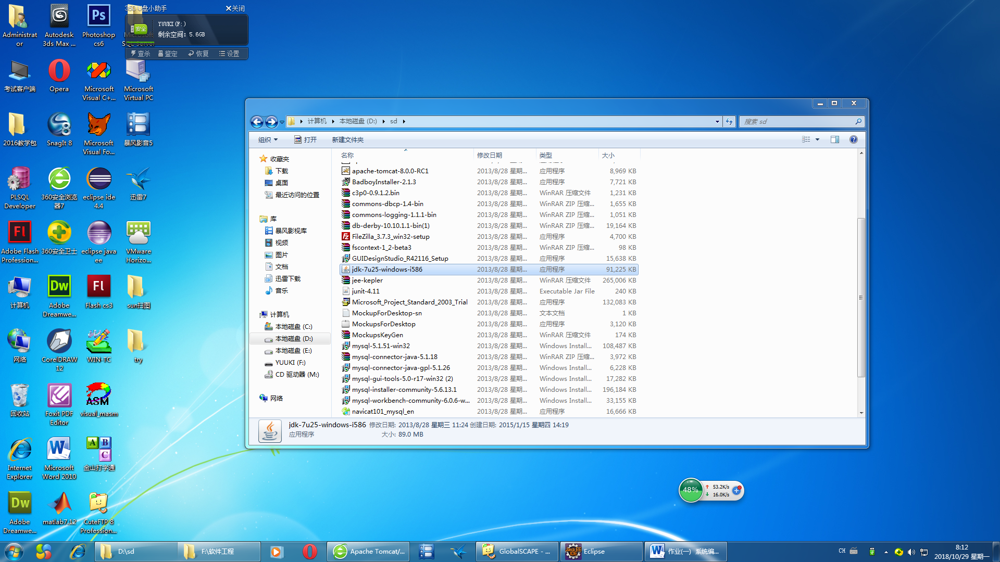 Administrat
or
Autodesk
3ds Max ...
Photoshop
cs6
360 U盘小助手
关闭
安全
YUUKI(F:)
剩余空间: 5.6GB
查杀
鉴定
恢复
设置
考试客户端
Opera
Microsoft
Visual C+...
Microsoft
Virtual PC
2016教学包
SnagIt 8
Microsoft
Visual Fo...
暴风影音5
PLSQL
Developer
360安全浏览
器7
eclipse ide
4.4
迅雷7
Adobe Flash
Profession...
360安全卫士
eclipse java
ee
VMware
Horizo...
计算机
Adobe
Dreamwe...
Flash cs3
sun扫图
网络
CorelDRAW
12
WIN-TC
try
回收站
Foxit PDF
Editor
ASM
visual_masm
Internet
Explorer
Microsoft
Word 2010
金山打字通
Adobe
Dreamwe...
matlab7.12
CuteFTP 8
Profession...
计算机
本地磁盘 (D:)
sd
搜索 sd
组织
打开
新建文件夹
收藏夹
下载
桌面
最近访问的位置
库
暴风影视库
视频
图片
文档
迅雷下载
音乐
计算机
本地磁盘 (C:)
本地磁盘 (D:)
本地磁盘 (E:)
YUUKI (F:)
CD 驱动器 (M:)
网络
名称 修改日期 类型 大小
apache-tomcat-8.0.0-RC1 2013/8/28 星期... 应用程序 8,969 KB
BadboyInstaller-2.1.3 2013/8/28 星期... 应用程序 7,721 KB
c3p0-0.9.1.2.bin 2013/8/28 星期... WinRAR 压缩文件 1,231 KB
commons-dbcp-1.4-bin 2013/8/28 星期... WinRAR ZIP 压缩... 1,655 KB
commons-logging-1.1.1-bin 2013/8/28 星期... WinRAR ZIP 压缩... 1,051 KB
db-derby-10.10.1.1-bin(1) 2013/8/28 星期... WinRAR ZIP 压缩... 19,164 KB
FileZilla_3.7.3_win32-setup 2013/8/28 星期... 应用程序 4,700 KB
fscontext-1_2-beta3 2013/8/28 星期... WinRAR ZIP 压缩... 98 KB
GUIDesignStudio_R42116_Setup 2013/8/28 星期... 应用程序 15,638 KB
jdk-7u25-windows-i586 2013/8/28 星期... 应用程序 91,225 KB
jee-kepler 2013/8/28 星期... WinRAR 压缩文件 265,006 KB
junit-4.11 2013/8/28 星期... Executable Jar File 240 KB
Microsoft_Project_Standard_2003_Trial 2013/8/28 星期... 应用程序 132,083 KB
MockupForDesktop-sn 2013/8/28 星期... 文本文档 1 KB
MockupsForDesktop 2013/8/28 星期... 应用程序 3,120 KB
MockupsKeyGen 2013/8/28 星期... WinRAR 压缩文件 174 KB
mysql-5.1.51-win32 2013/8/28 星期... Windows Install... 108,487 KB
mysql-connector-java-5.1.18 2013/8/28 星期... WinRAR ZIP 压缩... 3,972 KB
mysql-connector-java-gpl-5.1.26 2013/8/28 星期... Windows Install... 6,228 KB
mysql-gui-tools-5.0-r17-win32 (2) 2013/8/28 星期... Windows Install... 17,282 KB
mysql-installer-community-5.6.13.1 2013/8/28 星期... Windows Install... 196,184 KB
mysql-workbench-community-6.0.6-w... 2013/8/28 星期... Windows Install... 33,155 KB
navicat101_mysql_en 2013/8/28 星期... 应用程序 16,666 KB
jdk-7u25-windows-i586 修改日期: 2013/8/28 星期三 11:24 创建日期: 2015/1/15 星期四 14:19
应用程序 大小: 89.0 MB
48%
53.2K/s
16.0K/s
D:\sd
F:\软件工程
Apache Tomcat/...
GlobalSCAPE - ...
Eclipse
作业(一) 系统编...
CH
8:12
2018/10/29 星期一